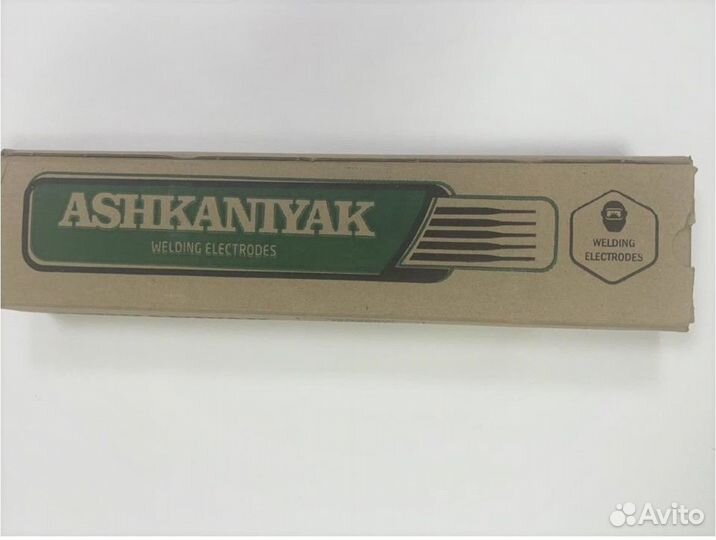 ASHKANIYAK
WELDING ELECTRODES
WELDING
ELECTRODES
Avito